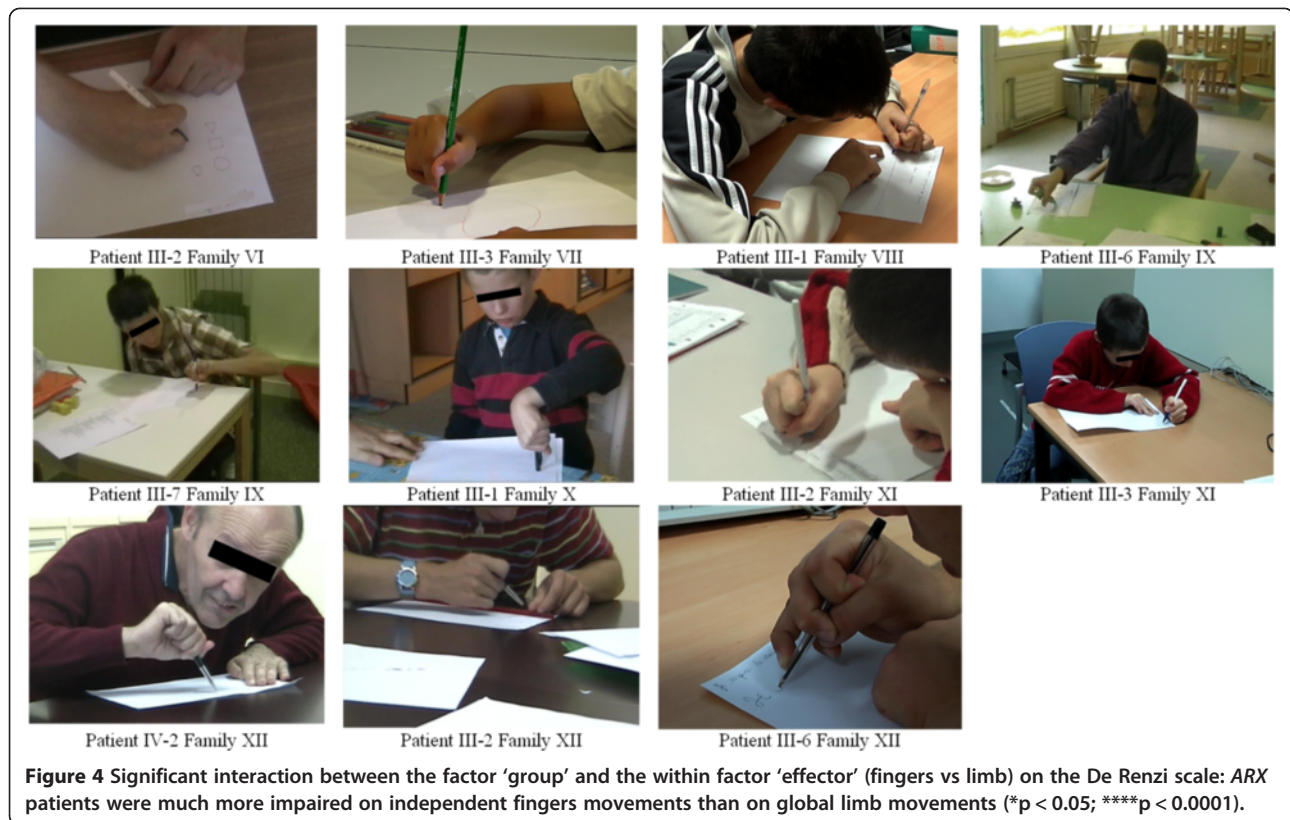 Patient III-2 Family VI
Patient III-3 Family VII
Patient III-1 Family VIII
Patient III-6 Family IX
Patient III-7 Family IX
Patient III-1 Family X
Patient III-2 Family XI
Patient III-3 Family XI
Patient IV-2 Family XII
Patient III-2 Family XII
Patient III-6 Family XII
Figure 4 Significant interaction between the factor ‘group’ and the within factor ‘effector’ (fingers vs limb) on the De Renzi scale: ARX
patients were much more impaired on independent fingers movements than on global limb movements (*p < 0.05; ****p < 0.0001).